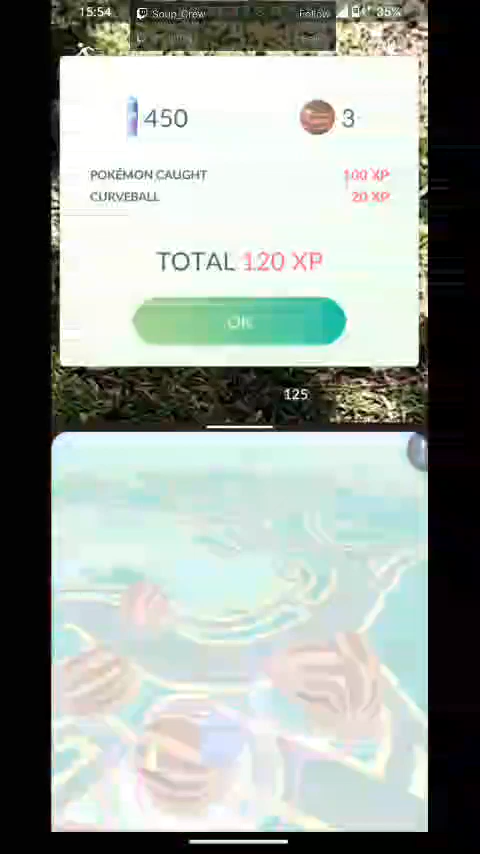 15:54 Soup_Crew Follow 35%
450 3
POKÉMON CAUGHT 100 XP
CURVEBALL 20 XP
TOTAL 120 XP
OK
125